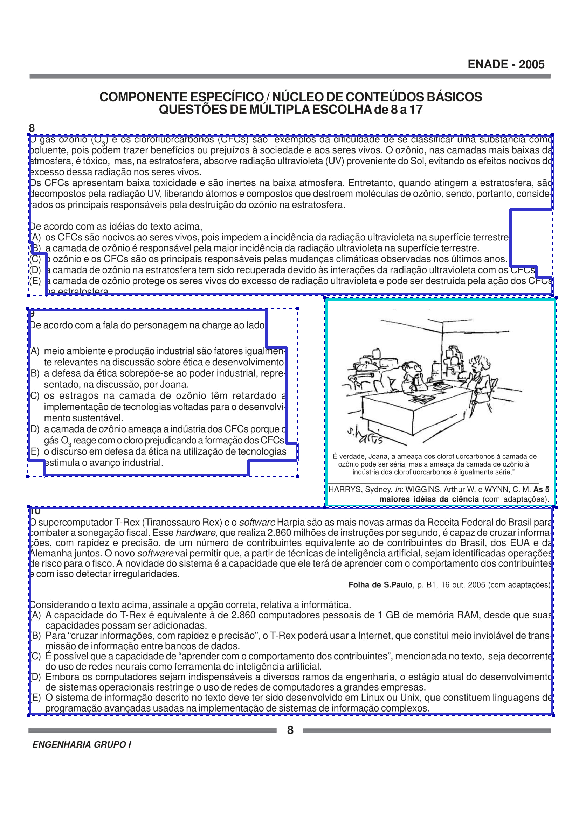 ENADE - 2005
COMPONENTE ESPECÍFICO / NÚCLEO DE CONTEÚDOS BÁSICOS
QUESTÕES DE MÚLTIPLA ESCOLHA de 8 a 17
8
O gás ozônio (O3) e os clorofluorcarbonos (CFCs) são exemplos da dificuldade de se classificar uma substância como
poluente, pois podem trazer benefícios ou prejuízos à sociedade e aos seres vivos. O ozônio, nas camadas mais baixas da
atmosfera, é tóxico, mas, na estratosfera, absorve radiação ultravioleta (UV) proveniente do Sol, evitando os efeitos nocivos do
excesso dessa radiação nos seres vivos.
Os CFCs apresentam baixa toxicidade e são inertes na baixa atmosfera. Entretanto, quando atingem a estratosfera, são
decompostos pela radiação UV, liberando átomos e compostos que destroem moléculas de ozônio, sendo, portanto, conside-
rados os principais responsáveis pela destruição do ozônio na estratosfera.
De acordo com as idéias do texto acima,
(A) os CFCs são nocivos ao seres vivos, pois impedem a incidência da radiação ultravioleta na superfície terrestre.
(B) a camada de ozônio é responsável pela maior incidência da radiação ultravioleta na superfície terrestre.
(C) o ozônio e os CFCs são os principais responsáveis pelas mudanças climáticas observadas nos últimos anos.
(D) a camada de ozônio na estratosfera tem sido recuperada devido às interações da radiação ultravioleta com os CFCs.
(E) a camada de ozônio protege os seres vivos do excesso de radiação ultravioleta e pode ser destruída pela ação dos CFCs
na estratosfera.
9
De acordo com a fala do personagem na charge ao lado,
(A) meio ambiente e produção industrial são fatores igualmen-
te relevantes na discussão sobre ética e desenvolvimento.
(B) a defesa da ética sobrepõe-se ao poder industrial, repre-
sentado, na discussão, por Joana.
(C) os estragos na camada de ozônio têm retardado a
implementação de tecnologias voltadas para o desenvolvi-
mento sustentável.
(D) a camada de ozônio ameaça a indústria dos CFCs porque o
gás O3 reage com o cloro prejudicando a formação dos CFCs.
(E) o discurso em defesa da ética na utilização de tecnologias
estimula o avanço industrial.
s.harris
É verdade, Joana, a ameaça dos clorofluorcarbonos à camada de
ozônio pode ser séria, mas a ameaça da camada de ozônio à
indústria dos clorofluorcarbonos é igualmente séria."
HARRYS, Sydney. In: WIGGINS, Arthur W. e WYNN, C. M. As 5
maiores idéias da ciência (com adaptações).
10
O supercomputador T-Rex (Tiranossauro Rex) e o software Harpia são as mais novas armas da Receita Federal do Brasil para
combater a sonegação fiscal. Esse hardware, que realiza 2.860 milhões de instruções por segundo, é capaz de cruzar informa-
ções, com rapidez e precisão, de um número de contribuintes equivalente ao de contribuintes do Brasil, dos EUA e da
Alemanha juntos. O novo software vai permitir que, a partir de técnicas de inteligência artificial, sejam identificadas operações
de risco para o fisco. A novidade do sistema é a capacidade que ele terá de aprender com o comportamento dos contribuintes
e com isso detectar irregularidades.
Folha de S.Paulo, p. B1, 16 out. 2005 (com adaptações).
Considerando o texto acima, assinale a opção correta, relativa a informática.
(A) A capacidade do T-Rex é equivalente à de 2.860 computadores pessoais de 1 GB de memória RAM, desde que suas
capacidades possam ser adicionadas.
(B) Para "cruzar informações, com rapidez e precisão", o T-Rex poderá usar a Internet, que constitui meio inviolável de trans-
missão de informação entre bancos de dados.
(C) É possível que a capacidade de "aprender com o comportamento dos contribuintes", mencionada no texto, seja decorrente
do uso de redes neurais como ferramenta de inteligência artificial.
(D) Embora os computadores sejam indispensáveis a diversos ramos da engenharia, o estágio atual do desenvolvimento
de sistemas operacionais restringe o uso de redes de computadores a grandes empresas.
(E) O sistema de informação descrito no texto deve ter sido desenvolvido em Linux ou Unix, que constituem linguagens de
programação avançadas usadas na implementação de sistemas de informação complexos.
8
ENGENHARIA GRUPO I